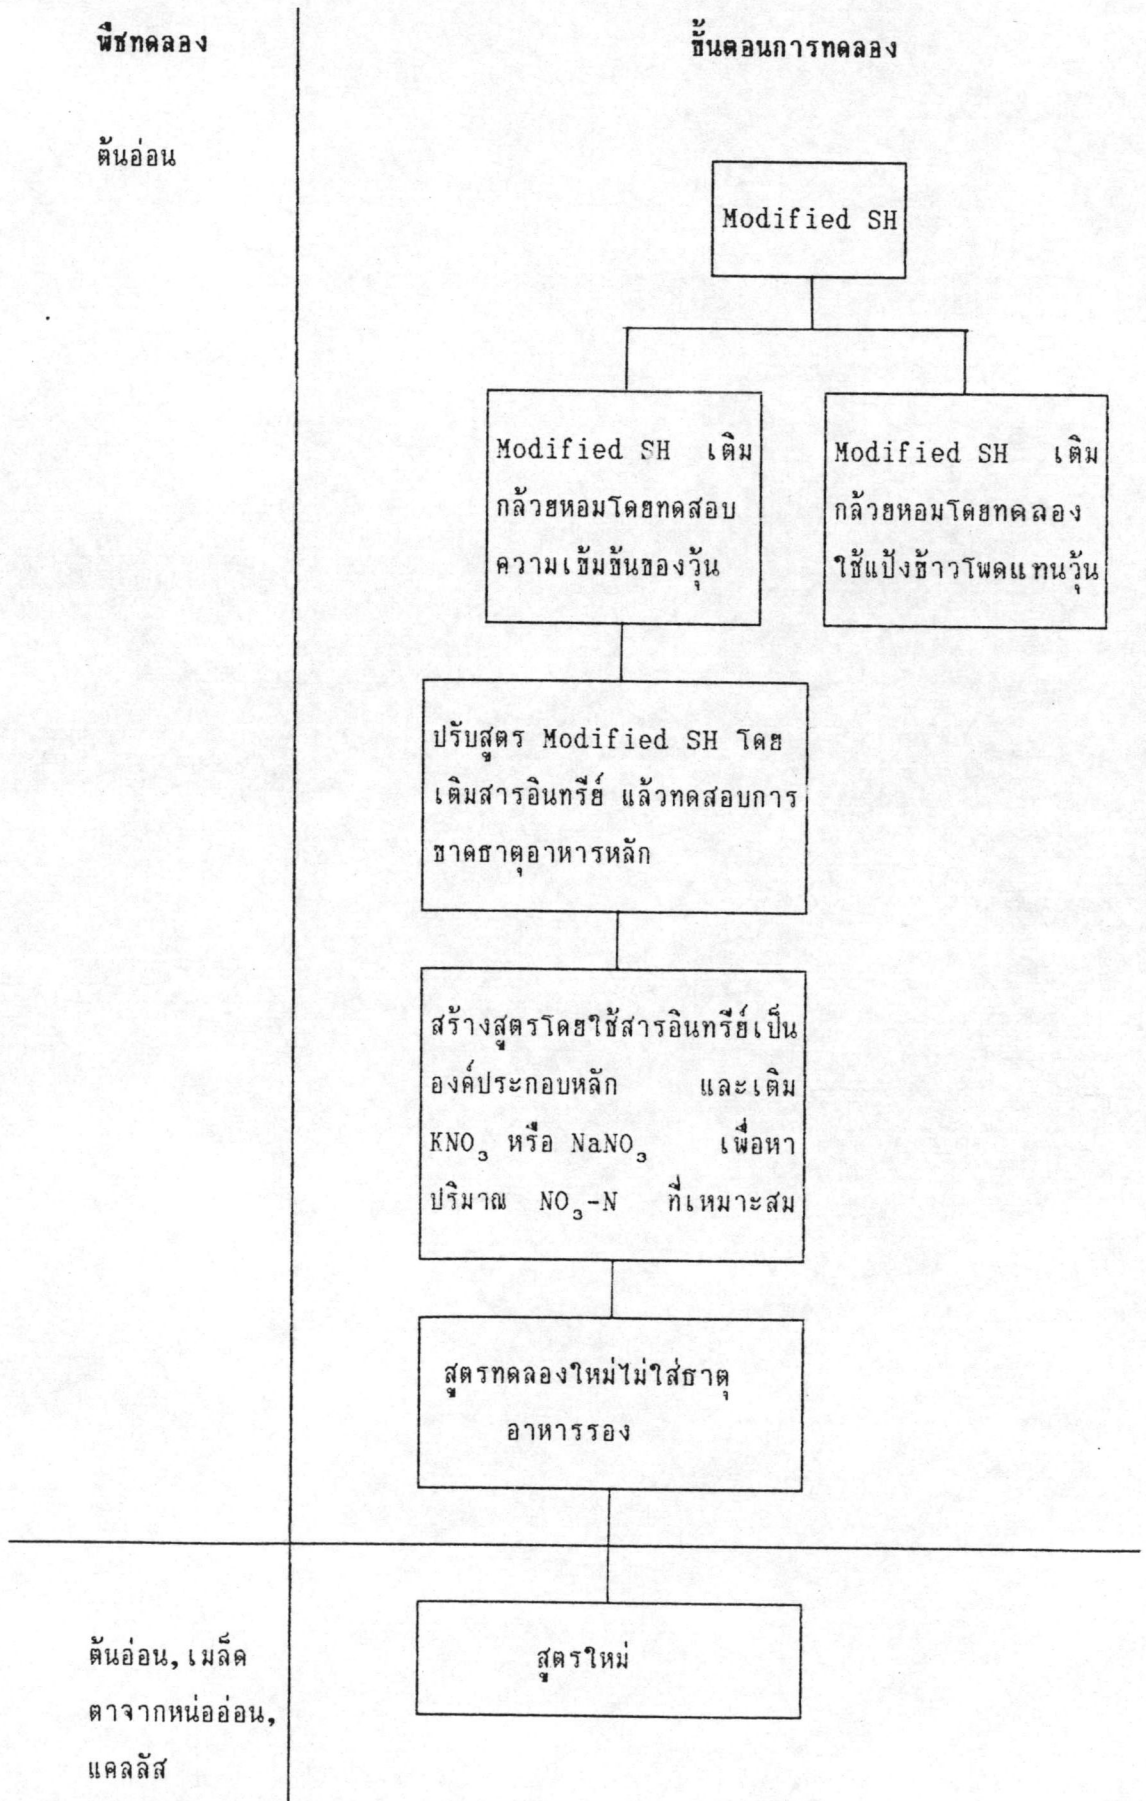 พืชทดลอง
ขั้นตอนการทดลอง
ต้นอ่อน
Modified SH
Modified SH เติม
กล้วยหอมโดยทดสอบ
ความเข้มข้นของวุ้น
Modified SH เติม
กล้วยหอมโดยทดลอง
ใช้แป้งข้าวโพดแทนวุ้น
ปรับสูตร Modified SH โดย
เติมสารอินทรีย์ แล้วทดสอบการ
ขาดธาตุอาหารหลัก
สร้างสูตรโดยใช้สารอินทรีย์เป็น
องค์ประกอบหลัก และเติม
KNO₃ หรือ NaNO₃ เพื่อหา
ปริมาณ NO₃-N ที่เหมาะสม
สูตรทดลองใหม่ไม่ใส่ธาตุ
อาหารรอง
สูตรใหม่
ต้นอ่อน, เมล็ด
ตาจากหน่ออ่อน,
แคลลัส